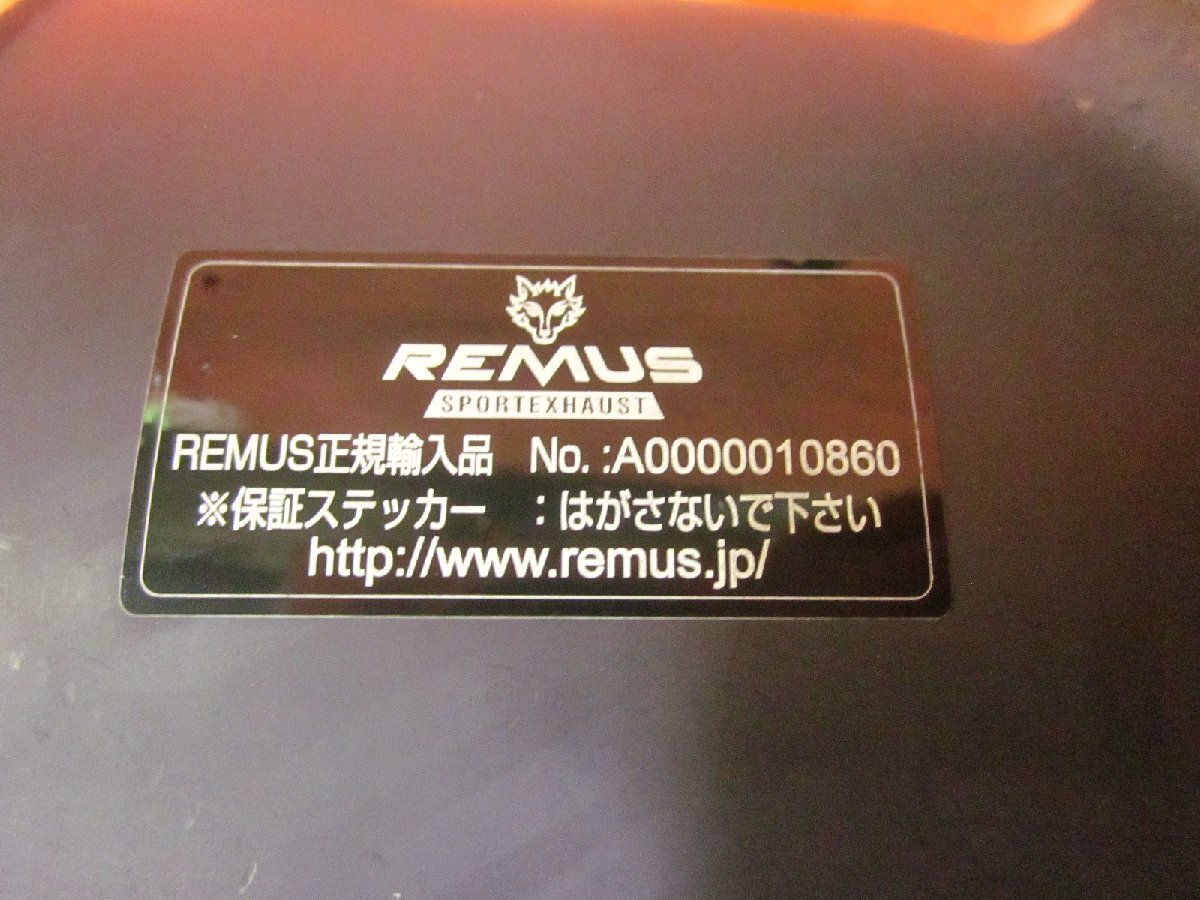 REMUS
SPORTEXHAUST
REMUS正規輸入品 No.:A0000010860
※保証ステッカー :はがさないで下さい
http://www.remus.jp/